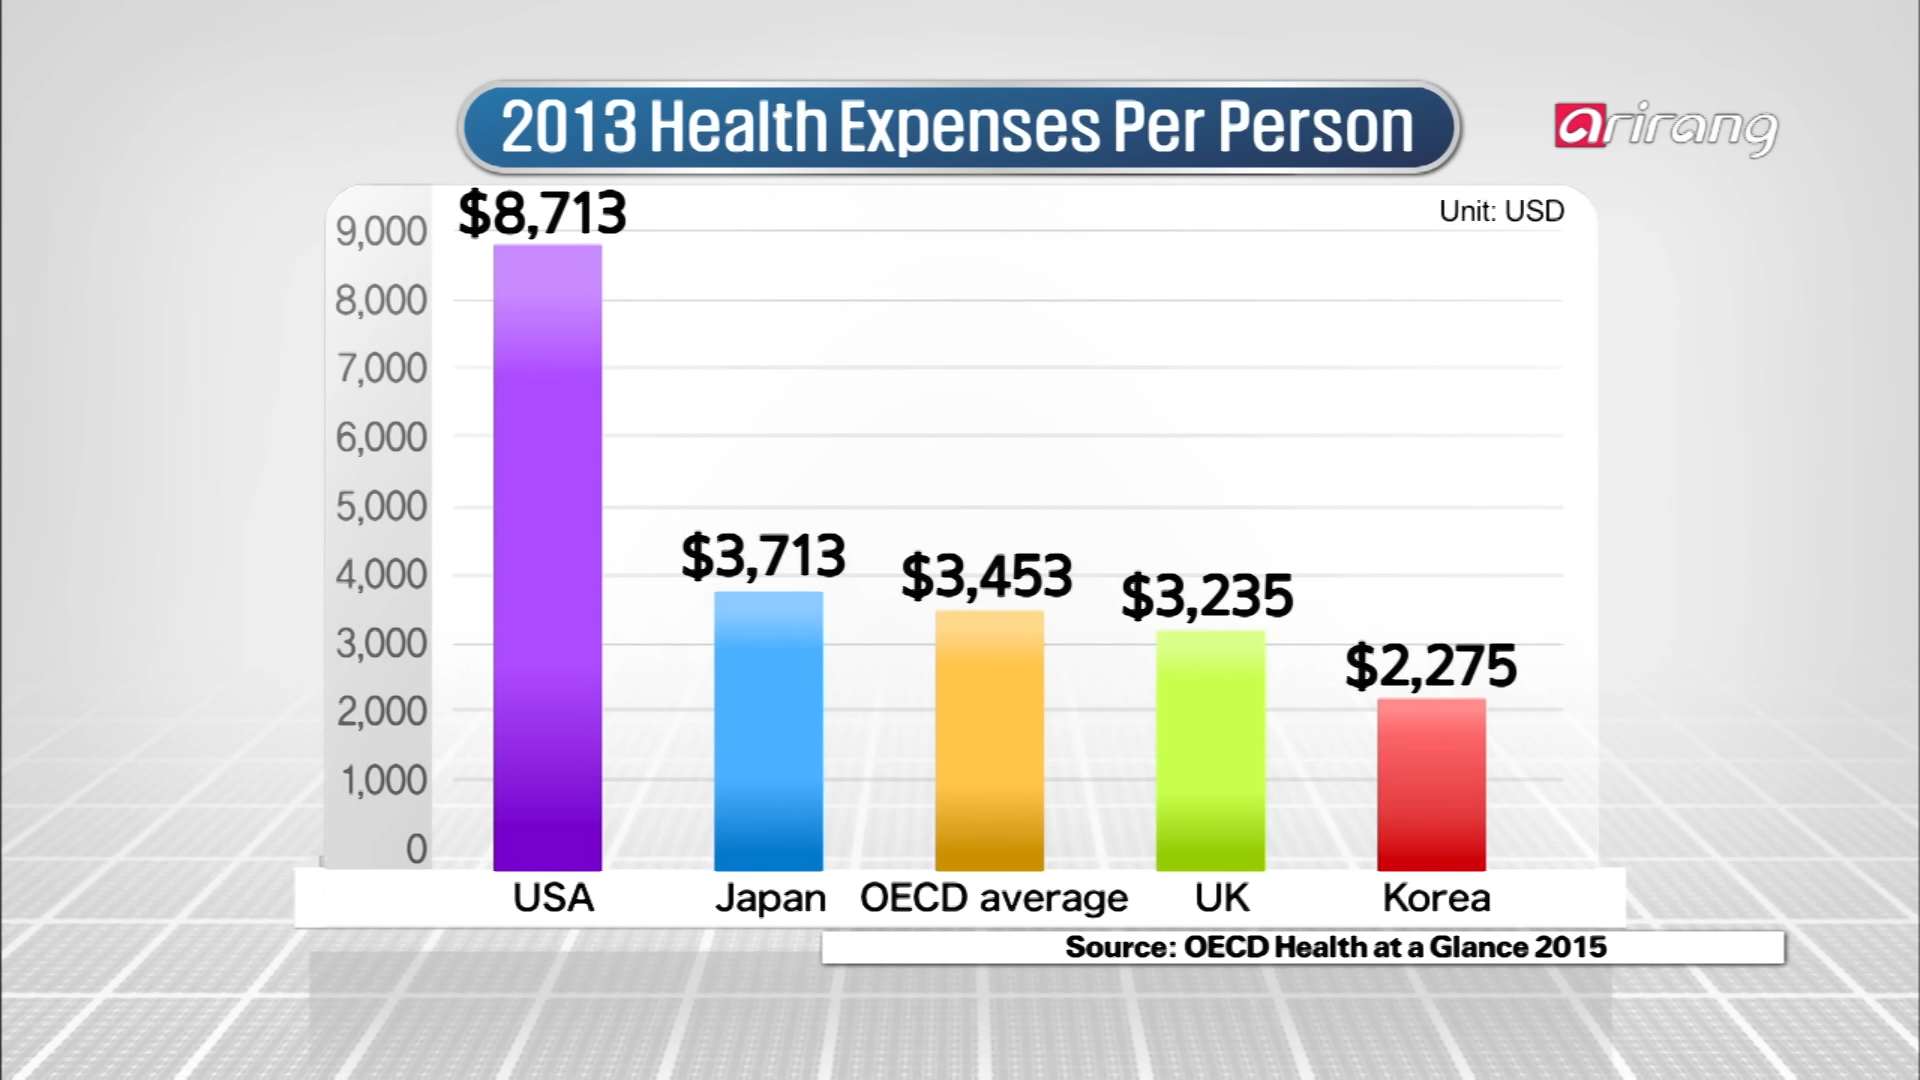 2013 Health Expenses Per Person
arirang
Unit: USD
9,000
8,000
7,000
6,000
5,000
4,000
3,000
2,000
1,000
0
$8,713
$3,713
$3,453
$3,235
$2,275
USA
Japan
OECD average
UK
Korea
Source: OECD Health at a Glance 2015